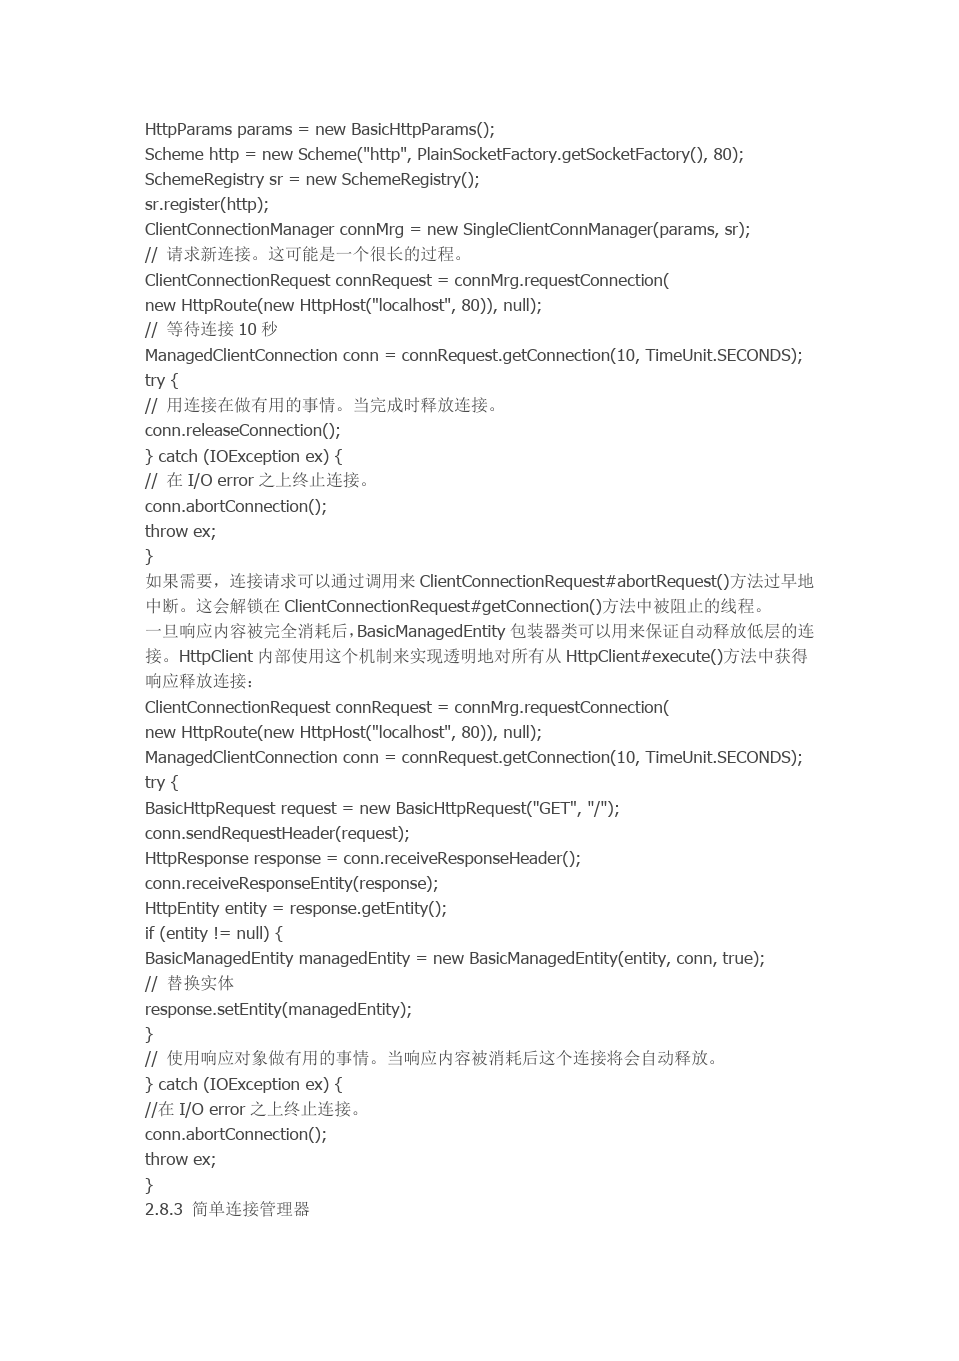 HttpParams params = new BasicHttpParams();
Scheme http = new Scheme("http", PlainSocketFactory.getSocketFactory(), 80);
SchemeRegistry sr = new SchemeRegistry();
sr.register(http);
ClientConnectionManager connMrg = new SingleClientConnManager(params, sr);
// 请求新连接。这可能是一个很长的过程。
ClientConnectionRequest connRequest = connMrg.requestConnection(
new HttpRoute(new HttpHost("localhost", 80)), null);
// 等待连接 10 秒
ManagedClientConnection conn = connRequest.getConnection(10, TimeUnit.SECONDS);
try {
// 用连接在做有用的事情。当完成时释放连接。
conn.releaseConnection();
} catch (IOException ex) {
// 在 I/O error 之上终止连接。
conn.abortConnection();
throw ex;
}
如果需要，连接请求可以通过调用来 ClientConnectionRequest#abortRequest()方法过早地
中断。这会解锁在 ClientConnectionRequest#getConnection()方法中被阻止的线程。
一旦响应内容被完全消耗后，BasicManagedEntity 包装器类可以用来保证自动释放低层的连
接。HttpClient 内部使用这个机制来实现透明地对所有从 HttpClient#execute()方法中获得
响应释放连接：
ClientConnectionRequest connRequest = connMrg.requestConnection(
new HttpRoute(new HttpHost("localhost", 80)), null);
ManagedClientConnection conn = connRequest.getConnection(10, TimeUnit.SECONDS);
try {
BasicHttpRequest request = new BasicHttpRequest("GET", "/");
conn.sendRequestHeader(request);
HttpResponse response = conn.receiveResponseHeader();
conn.receiveResponseEntity(response);
HttpEntity entity = response.getEntity();
if (entity != null) {
BasicManagedEntity managedEntity = new BasicManagedEntity(entity, conn, true);
// 替换实体
response.setEntity(managedEntity);
}
// 使用响应对象做有用的事情。当响应内容被消耗后这个连接将会自动释放。
} catch (IOException ex) {
//在 I/O error 之上终止连接。
conn.abortConnection();
throw ex;
}
2.8.3 简单连接管理器